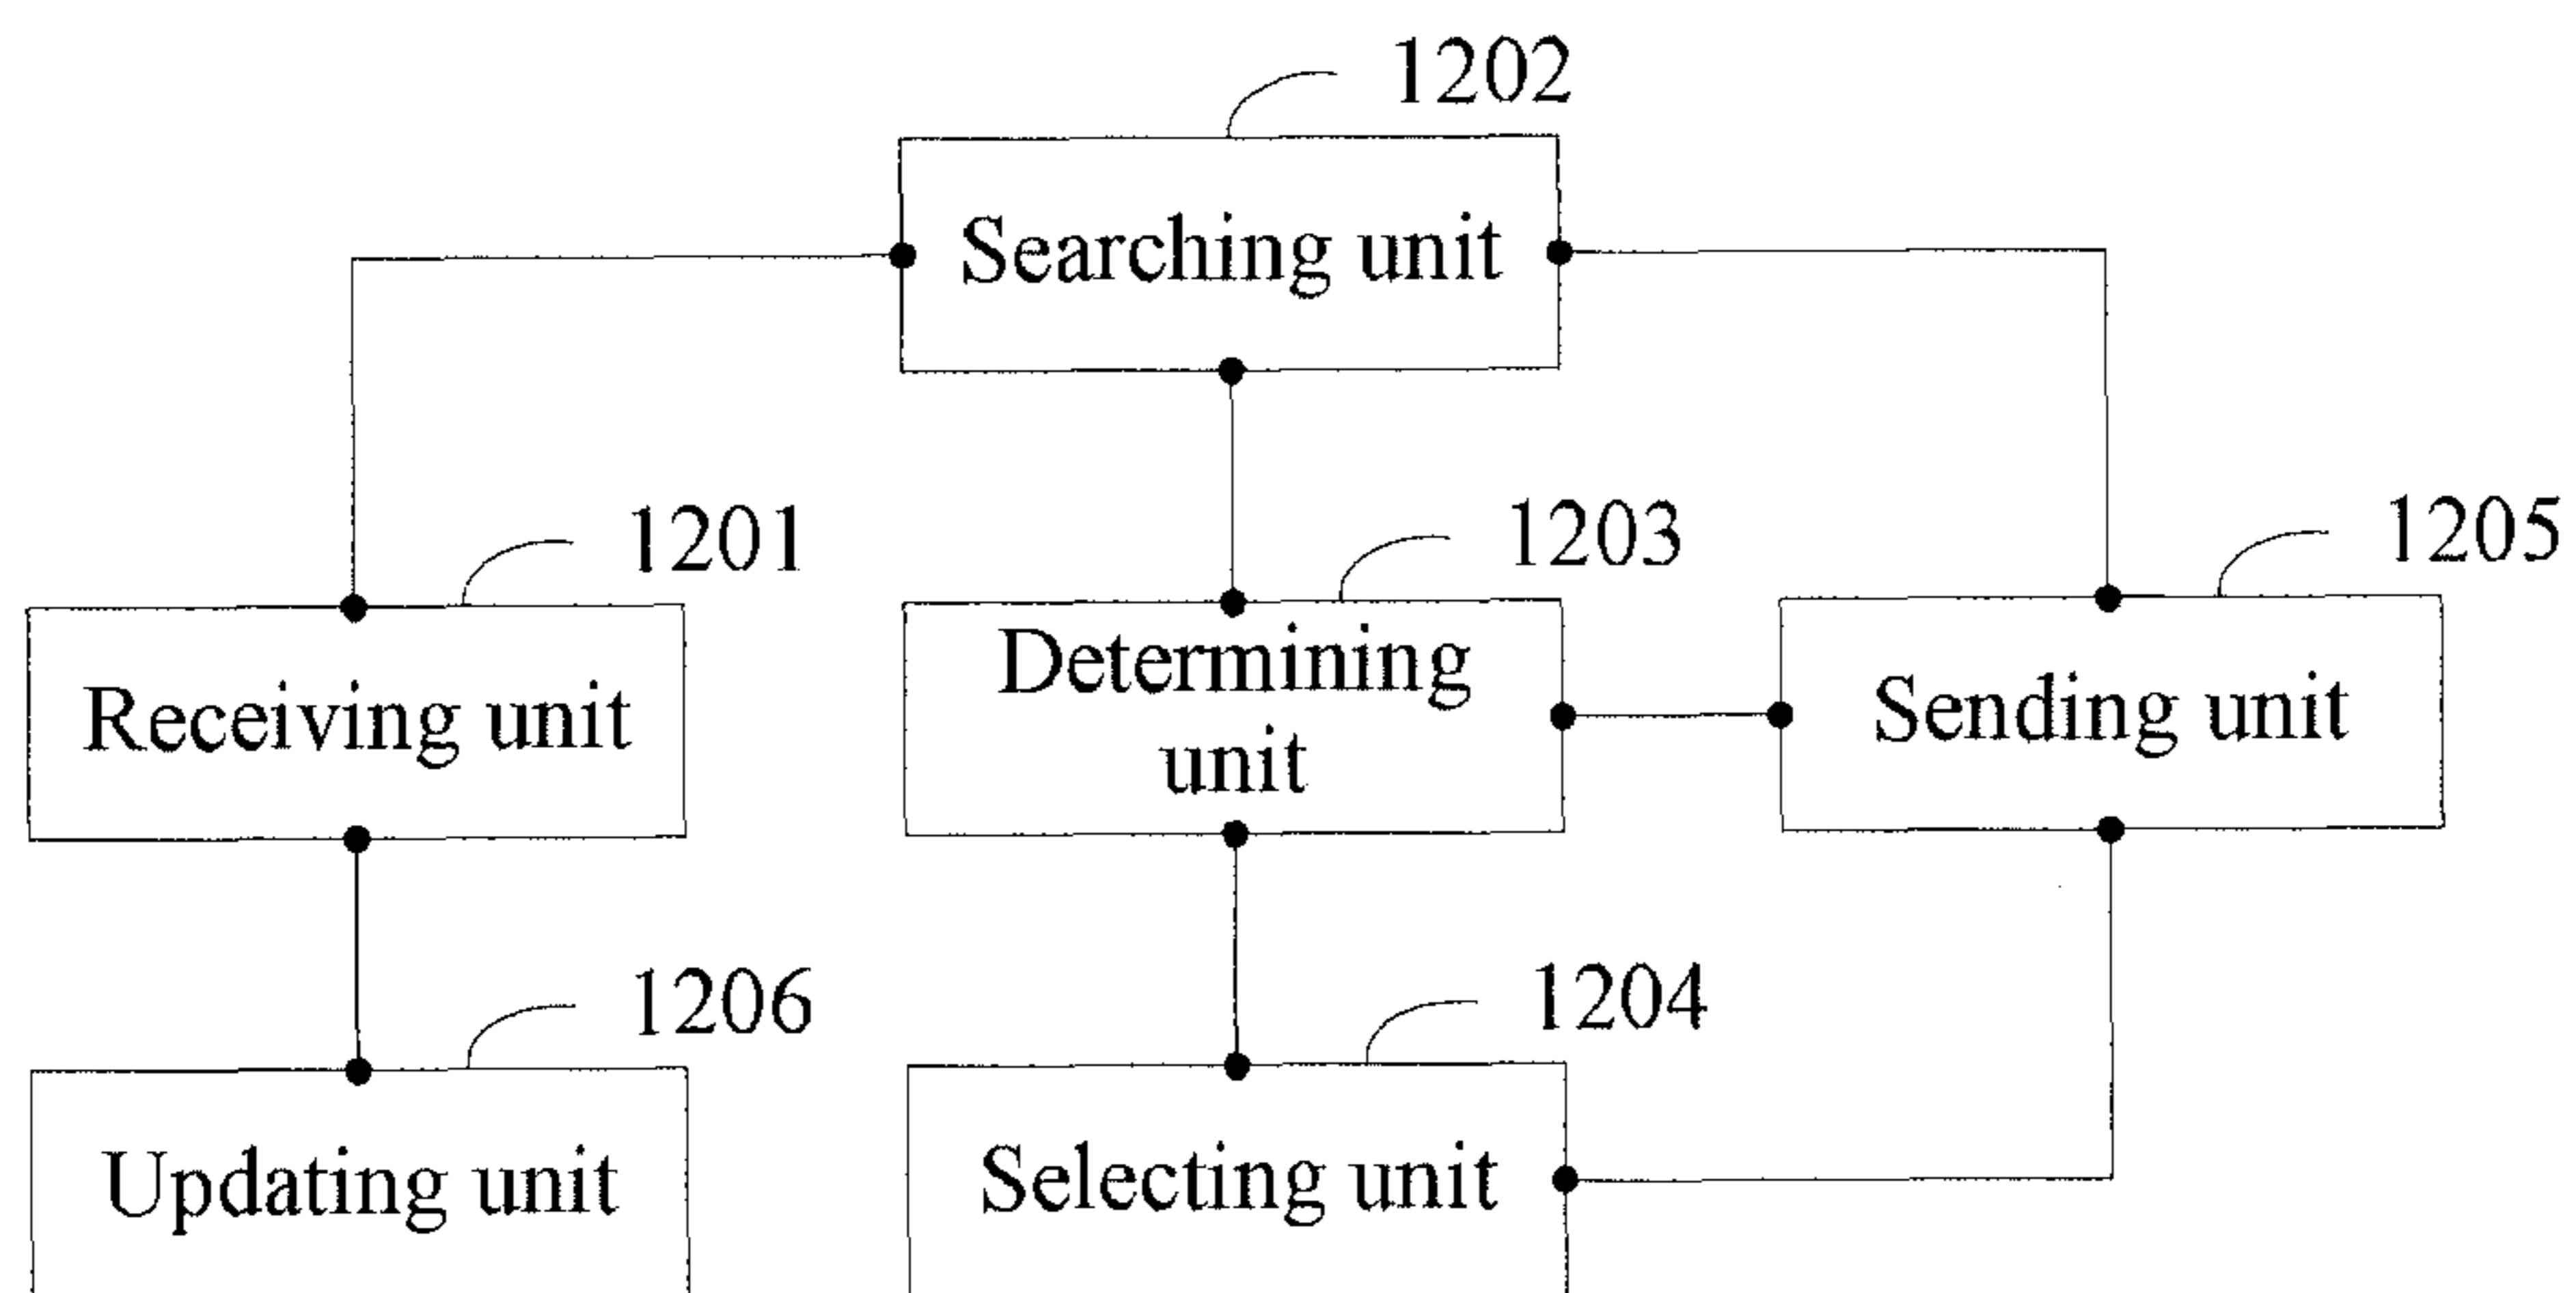 1202
Searching unit
1201
1203
1205
Receiving unit
Determining
unit
Sending unit
1206
1204
Updating unit
Selecting unit